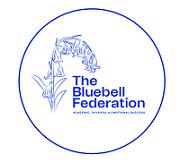 The
Bluebell
Federation
ACADEMIC, PHYSICAL & EMOTIONAL SUCCESS